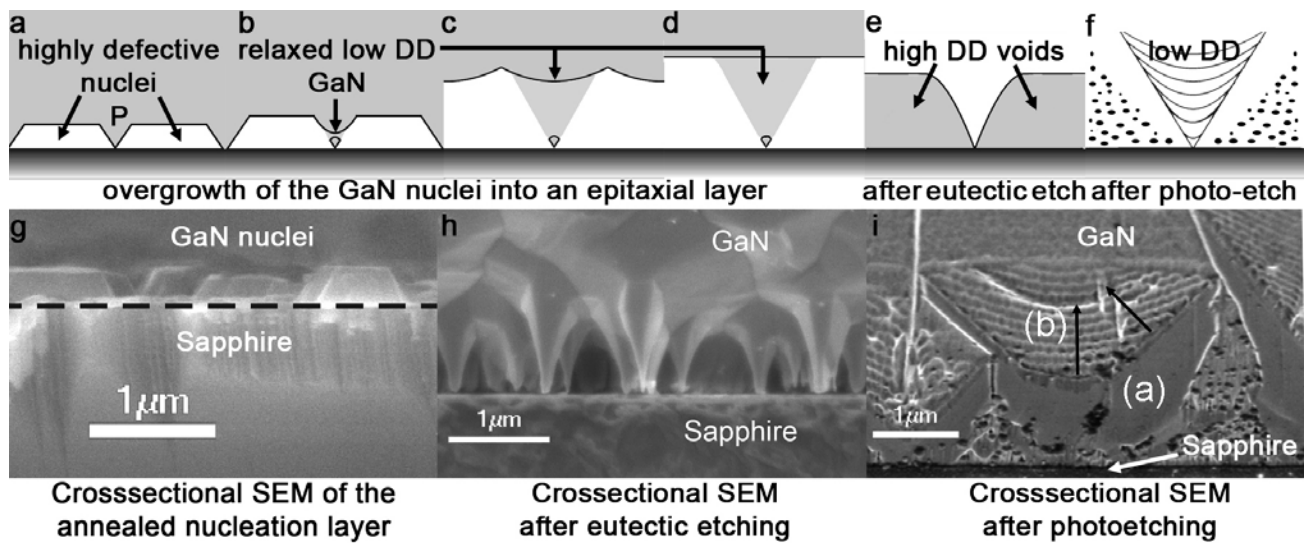 a
b
c
d
e
f
highly defective
nuclei
P
relaxed low DD
GaN
high DD voids
low DD
overgrowth of the GaN nuclei into an epitaxial layer
after eutectic etch
after photo-etch
g
GaN nuclei
Sapphire
1μm
h
GaN
1μm
Sapphire
i
GaN
(b)
(a)
1μm
Sapphire
Crosssectional SEM of the
annealed nucleation layer
Crossectional SEM
after eutectic etching
Crosssectional SEM
after photoetching